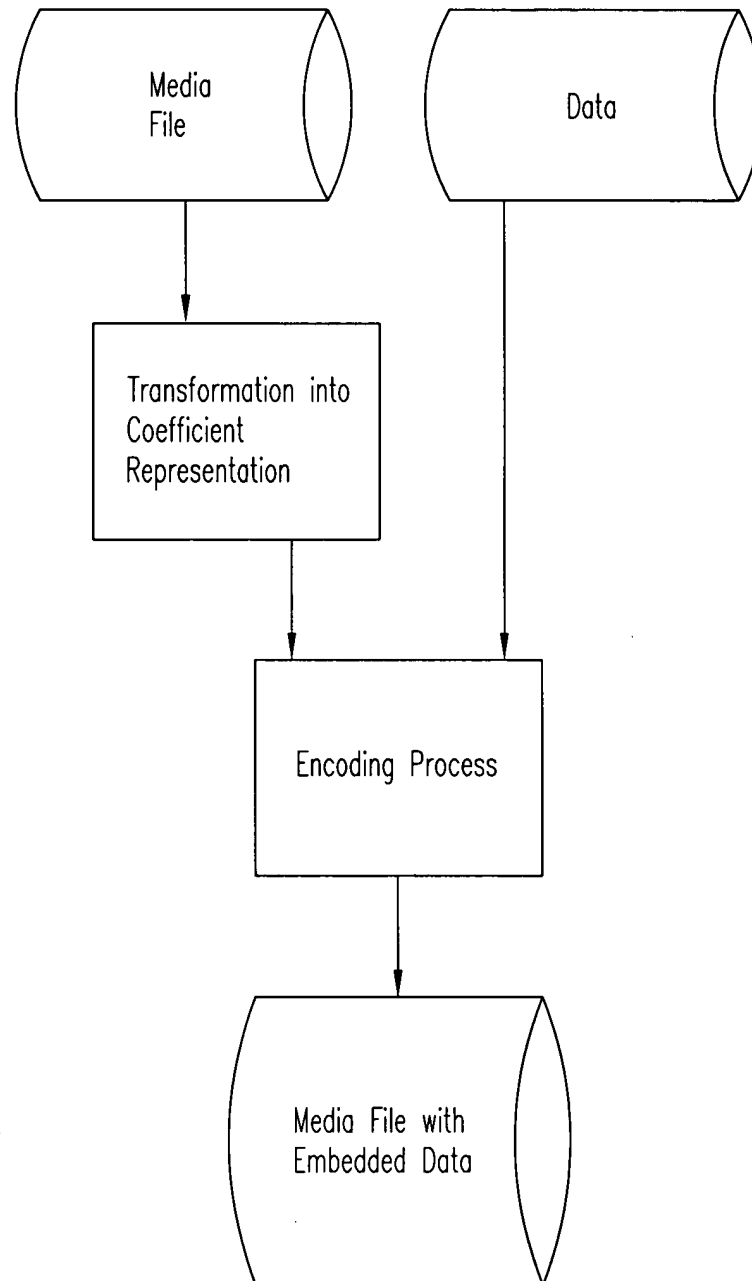 Media
File
Data
Transformation into
Coefficient
Representation
Encoding Process
Media File with
Embedded Data